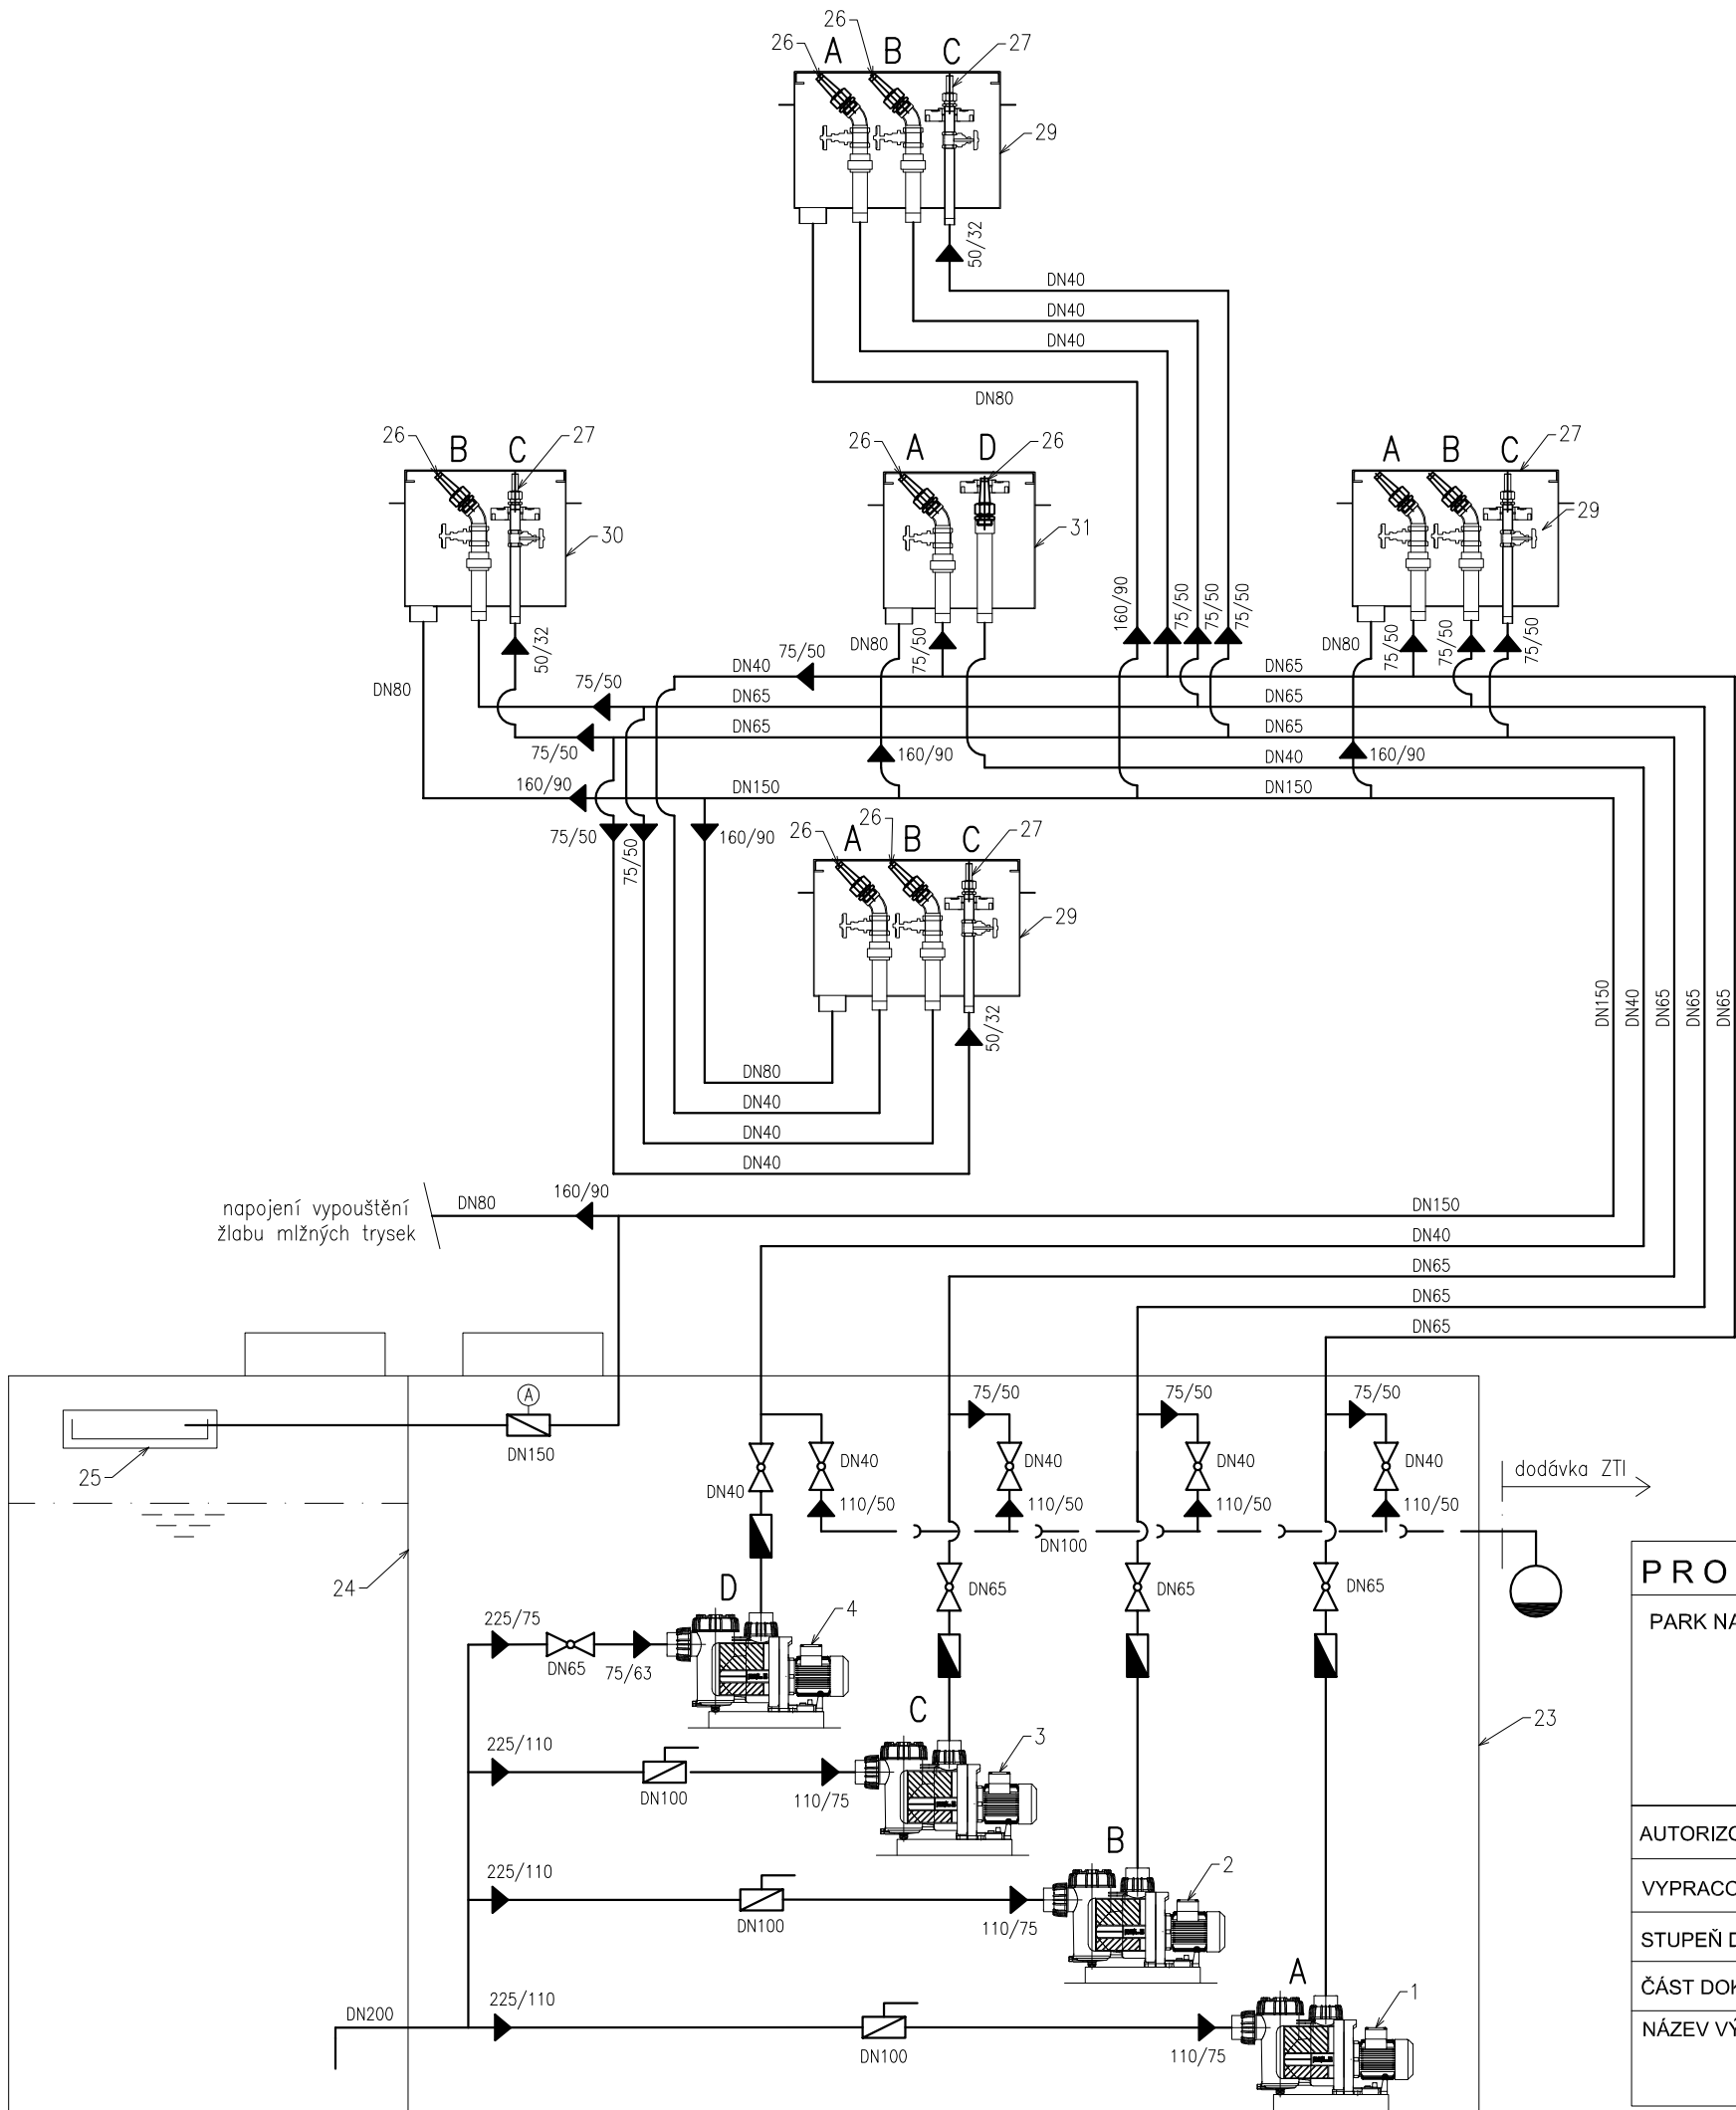 26
26
A
B
C
27
29
50/32
DN40
DN40
DN40
DN80
26
B
C
27
30
50/32
DN80
26
A
D
26
31
DN80
75/50
160/90
75/50
75/50
75/50
A
B
C
27
29
DN80
75/50
75/50
75/50
DN40
75/50
DN65
75/50
DN65
DN65
75/50
DN65
DN65
160/90
DN40
160/90
160/90
DN150
DN150
75/50
75/50
160/90
26
A
26
B
C
27
29
50/32
DN80
DN40
DN40
DN40
DN150
DN40
DN65
DN65
DN65
napojení vypouštění
žlabu mlžných trysek
DN80
160/90
DN150
DN40
DN65
DN65
DN65
A
DN150
25
24
75/50
75/50
75/50
DN40
DN40
DN40
DN40
DN40
110/50
110/50
110/50
110/50
DN100
dodávka ZTI
DN65
DN65
DN65
D
4
225/75
DN65
75/63
C
3
225/110
DN100
110/75
B
2
225/110
DN100
110/75
A
1
225/110
DN200
DN100
110/75
23
PRO
PARK NA
AUTORIZO
VYPRACO
STUPEŇ D
ČÁST DOK
NÁZEV VÝ